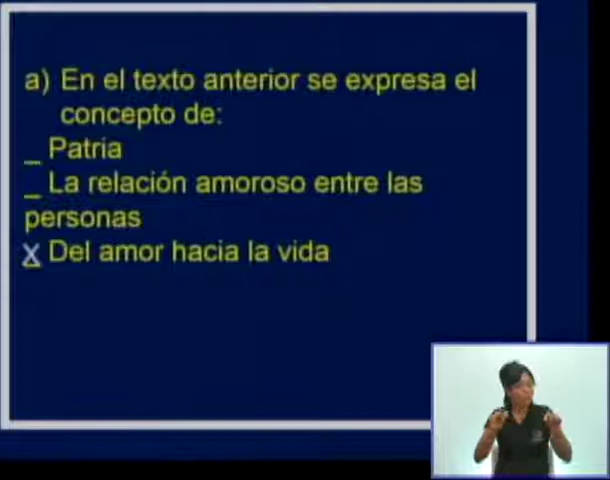 a) En el texto anterior se expresa el
concepto de:
_ Patria
_ La relación amoroso entre las
personas
X Del amor hacia la vida